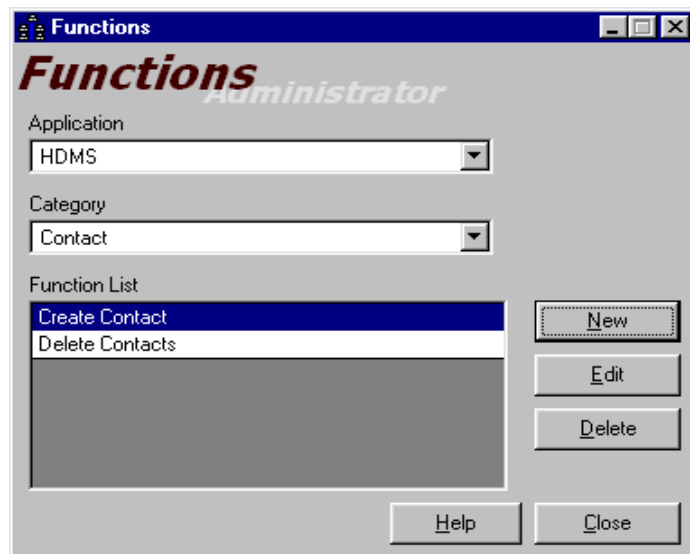 Functions
Functions
Administrator
Application
HDMS
Category
Contact
Function List
Create Contact
Delete Contacts
New
Edit
Delete
Help
Close